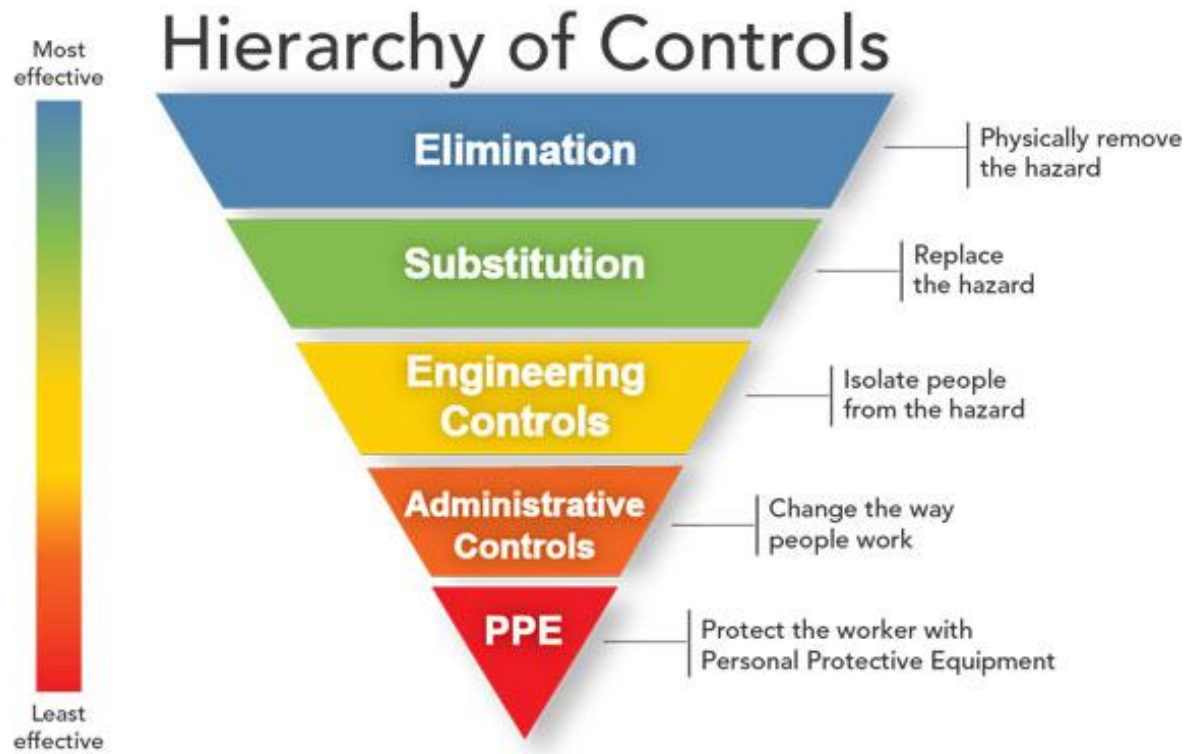 Hierarchy of Controls
Most
effective
Elimination
Physically remove
the hazard
Substitution
Replace
the hazard
Engineering
Controls
Isolate people
from the hazard
Administrative
Controls
Change the way
people work
PPE
Protect the worker with
Personal Protective Equipment
Least
effective